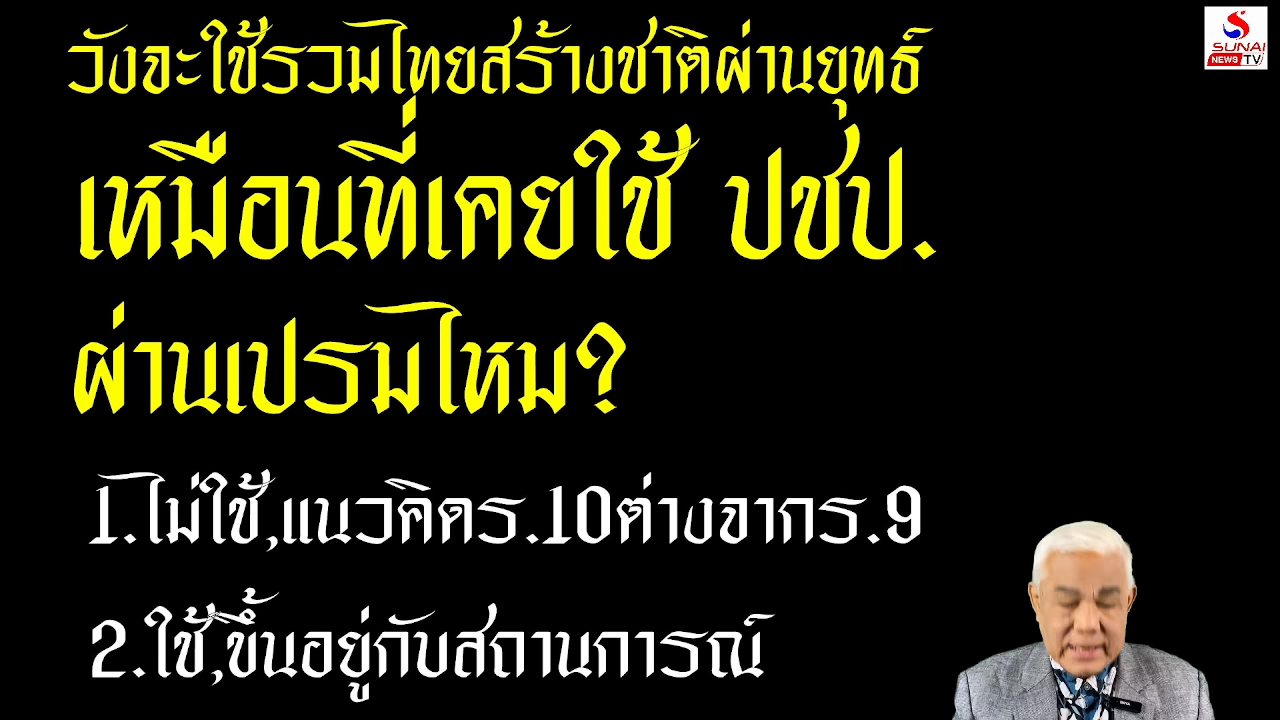 วังจะใช้รวมไทยสร้างชาติผ่านยุทธ์
เหมือนที่เคยใช้ ปชป.
ผ่านเปรมไหม?
1.ไม่ใช้,แนวคิดร.10ต่างจากร.9
2.ใช้,ขึ้นอยู่กับสถานการณ์
SUNAI
NEWS TV